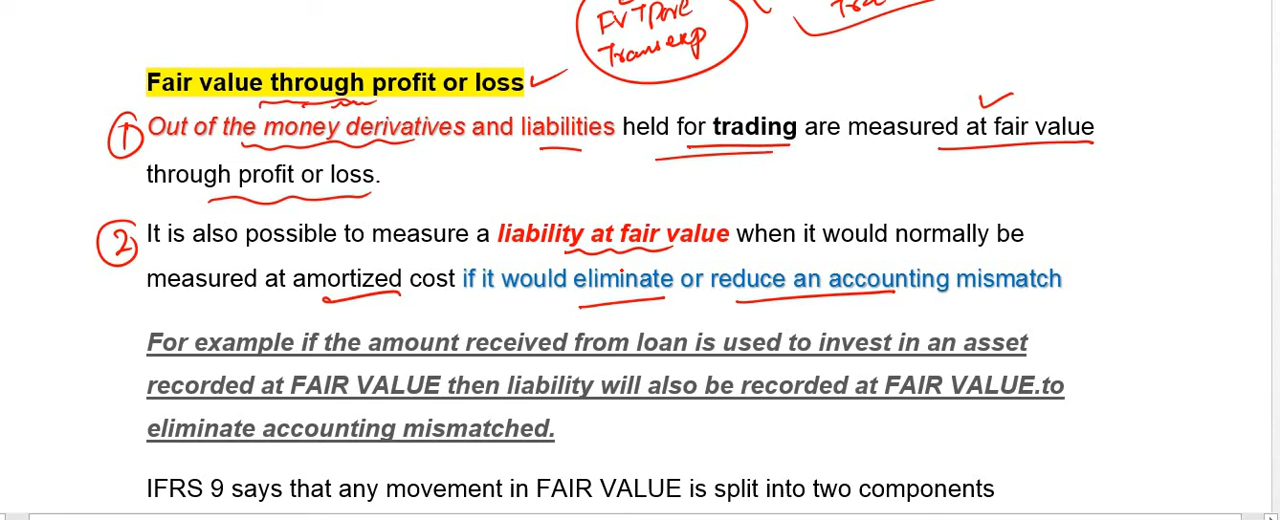 FVTPorL
Trans exp
Tra
Fair value through profit or loss
① Out of the money derivatives and liabilities held for trading are measured at fair value
through profit or loss.
② It is also possible to measure a liability at fair value when it would normally be
measured at amortized cost if it would eliminate or reduce an accounting mismatch
For example if the amount received from loan is used to invest in an asset
recorded at FAIR VALUE then liability will also be recorded at FAIR VALUE.to
eliminate accounting mismatched.
IFRS 9 says that any movement in FAIR VALUE is split into two components